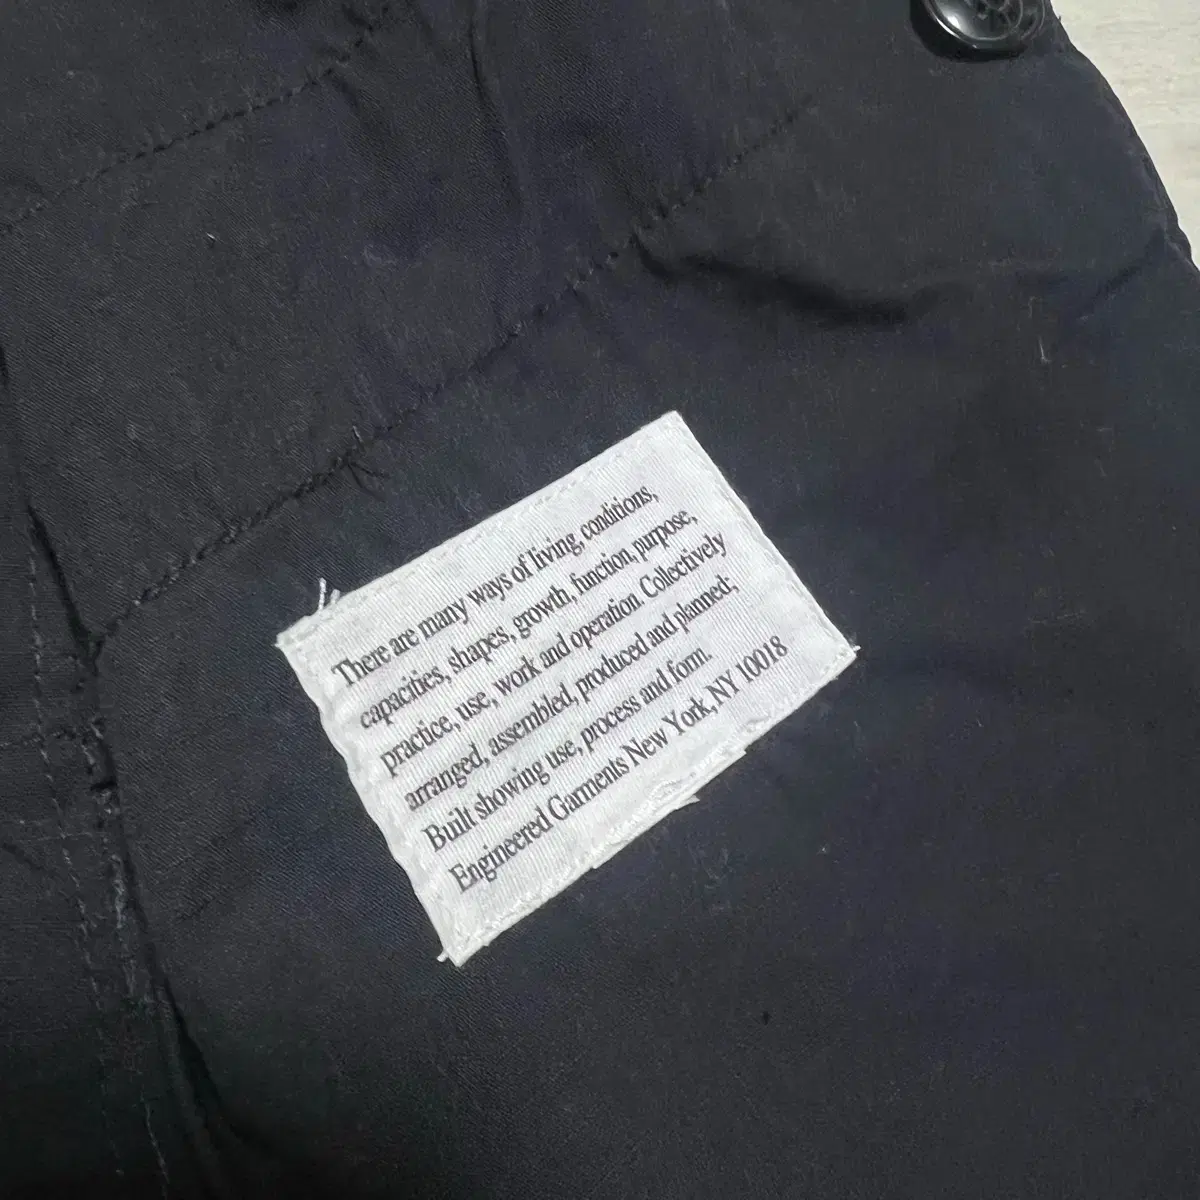 There are many ways of living, conditions,
capacities, shapes, growth, function, purpose,
practice, use, work and operation. Collectively
arranged, assembled, produced and planned;
Built showing use, process and form.
Engineered Garments New York, NY 10018